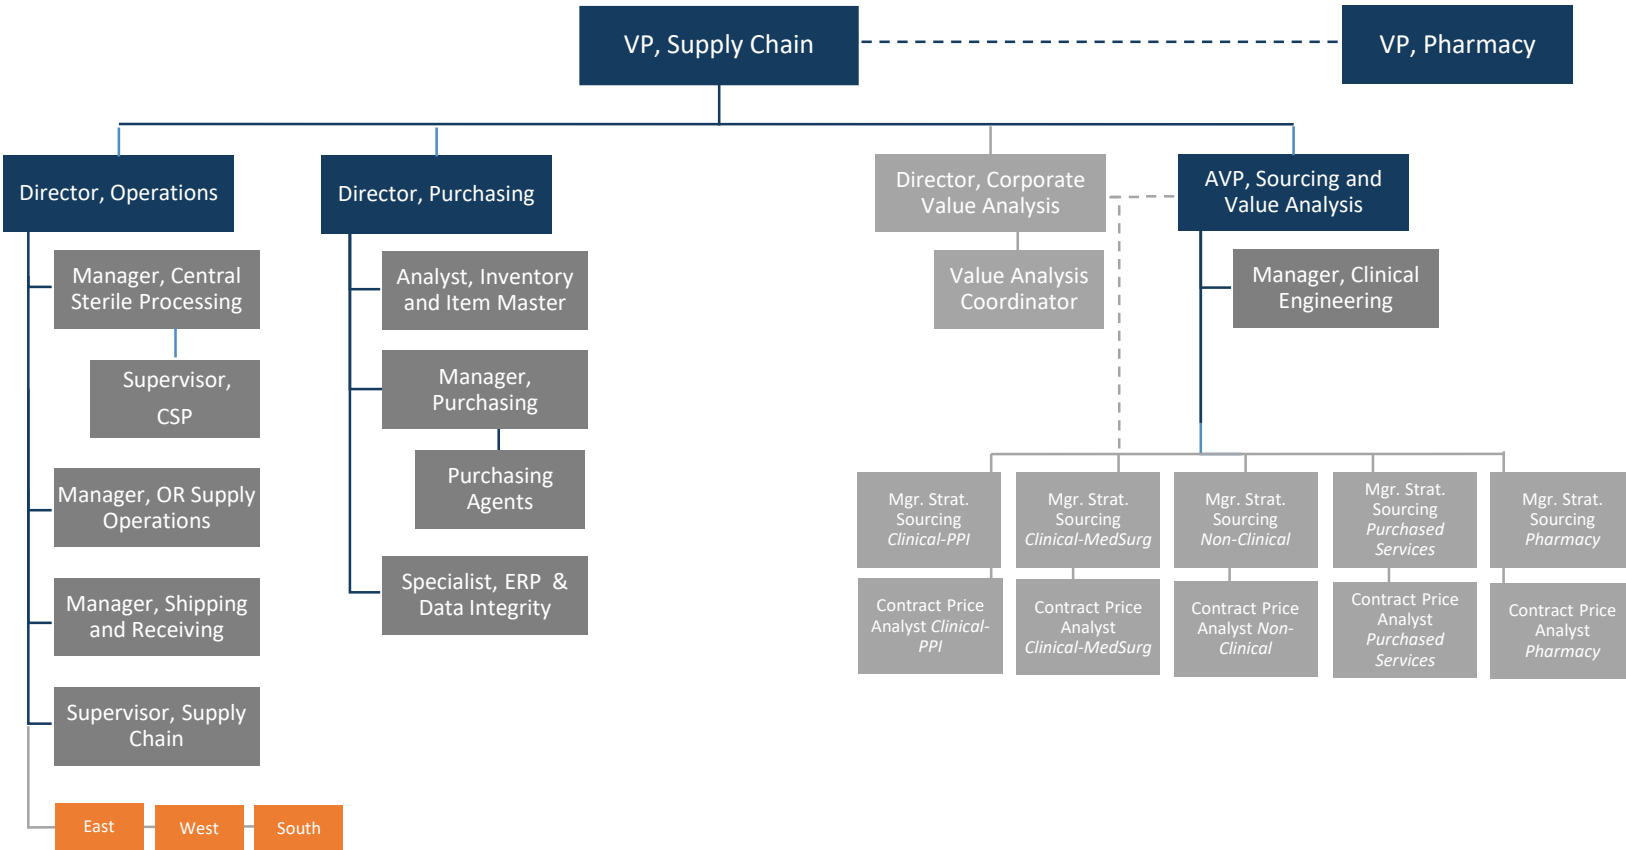 VP, Supply Chain
VP, Pharmacy
Director, Operations
Manager, Central
Sterile Processing
Supervisor,
CSP
Manager, OR Supply
Operations
Manager, Shipping
and Receiving
Supervisor, Supply
Chain
East
West
South
Director, Purchasing
Analyst, Inventory
and Item Master
Manager,
Purchasing
Purchasing
Agents
Specialist, ERP &
Data Integrity
Director, Corporate
Value Analysis
Value Analysis
Coordinator
AVP, Sourcing and
Value Analysis
Manager, Clinical
Engineering
Mgr. Strat.
Sourcing
Clinical-PPI
Mgr. Strat.
Sourcing
Clinical-MedSurg
Mgr. Strat.
Sourcing
Non-Clinical
Mgr. Strat.
Sourcing
Purchased
Services
Mgr. Strat.
Sourcing
Pharmacy
Contract Price
Analyst Clinical-
PPI
Contract Price
Analyst
Clinical-MedSurg
Contract Price
Analyst Non-
Clinical
Contract Price
Analyst
Purchased
Services
Contract Price
Analyst
Pharmacy